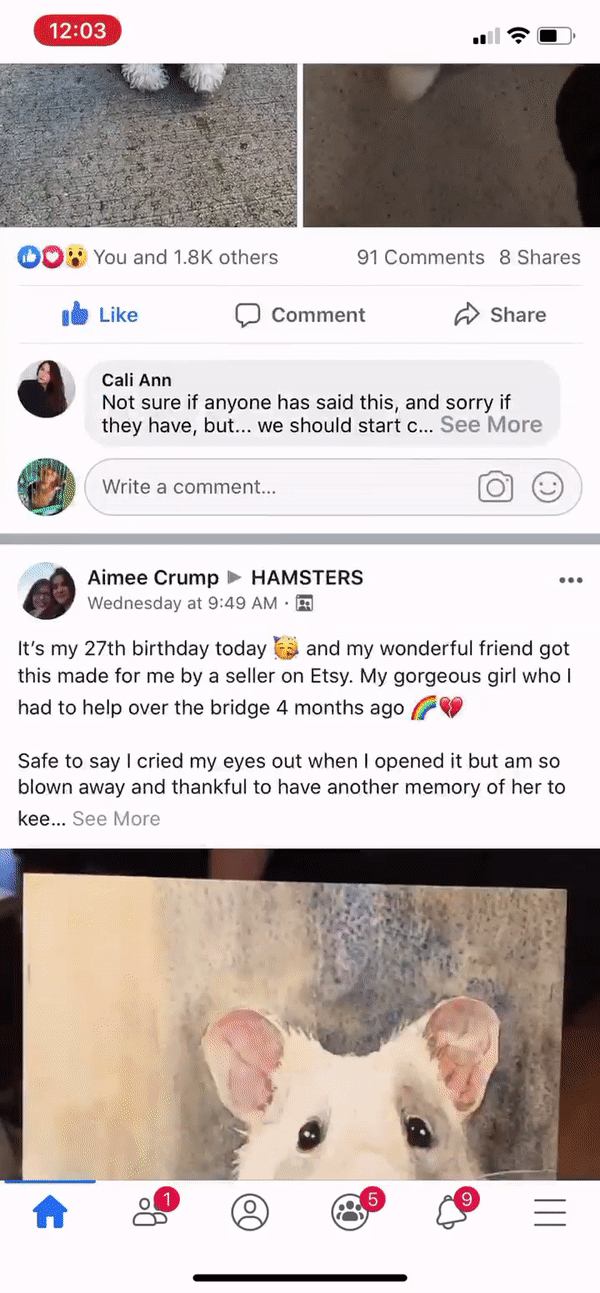 12:03
You and 1.8K others 91 Comments 8 Shares
Like Comment Share
Cali Ann
Not sure if anyone has said this, and sorry if
they have, but... we should start c... See More
Write a comment...
Aimee Crump ▶ HAMSTERS
Wednesday at 9:49 AM ·
It's my 27th birthday today 🥳 and my wonderful friend got
this made for me by a seller on Etsy. My gorgeous girl who I
had to help over the bridge 4 months ago 🌈💔
Safe to say I cried my eyes out when I opened it but am so
blown away and thankful to have another memory of her to
kee... See More
1 5 9